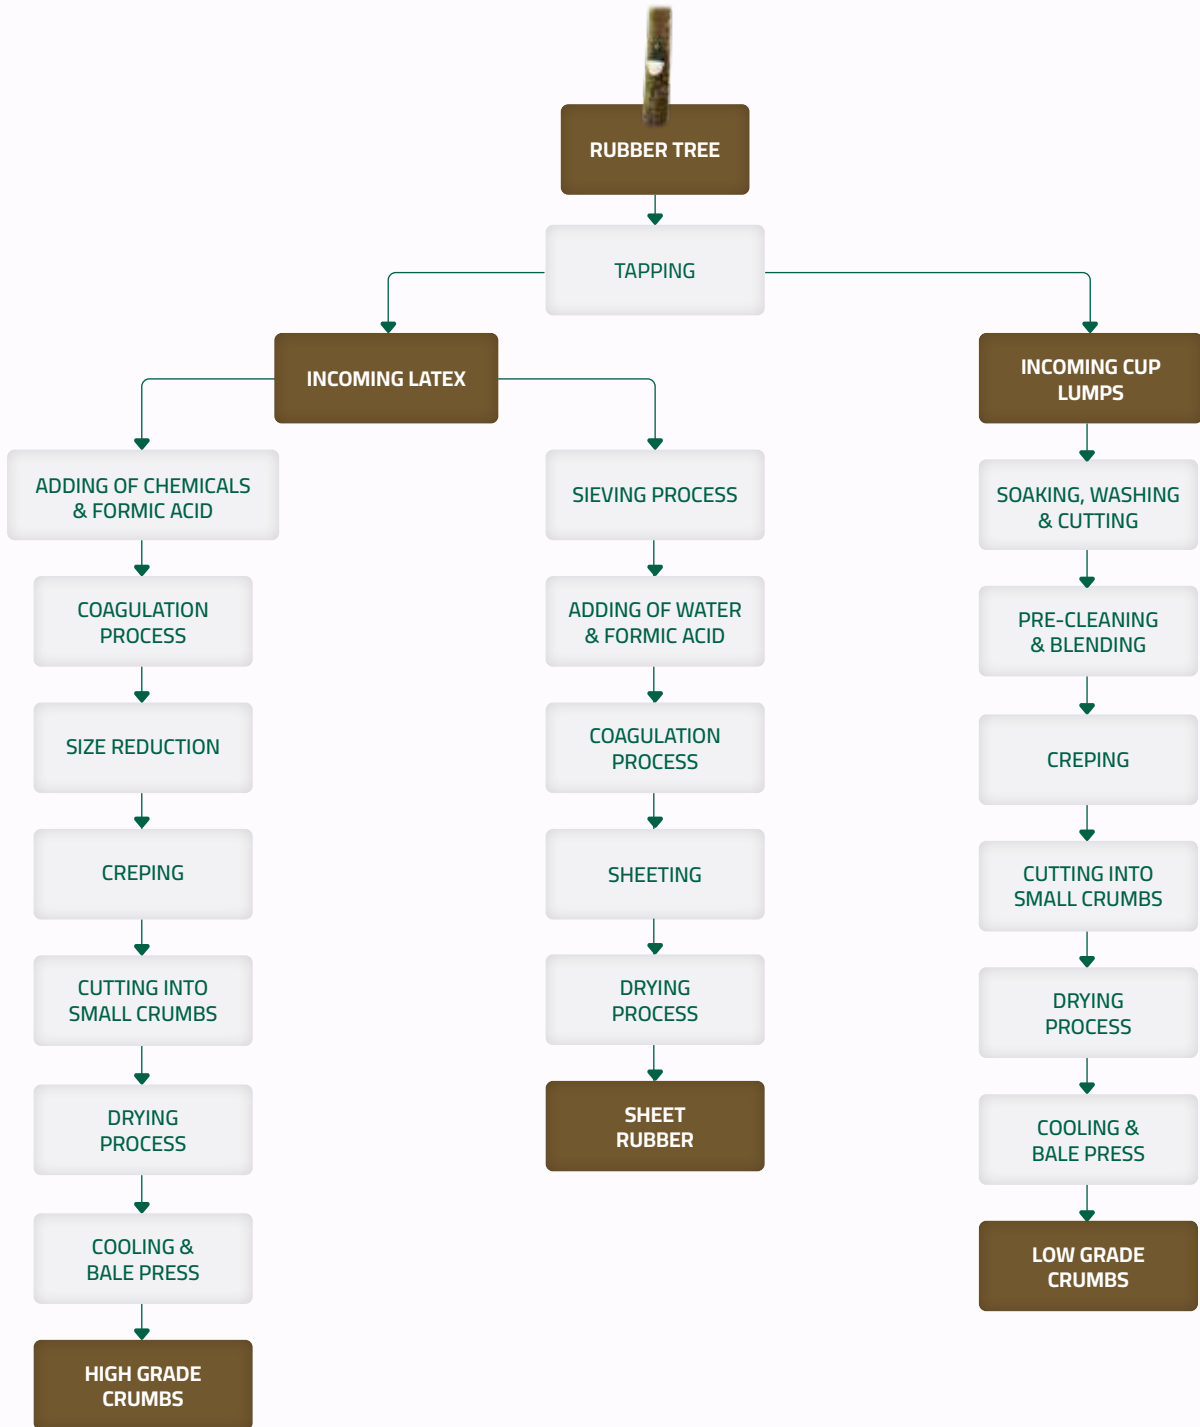 RUBBER TREE
TAPPING
INCOMING LATEX
INCOMING CUP
LUMPS
ADDING OF CHEMICALS
& FORMIC ACID
COAGULATION
PROCESS
SIZE REDUCTION
CREPING
CUTTING INTO
SMALL CRUMBS
DRYING
PROCESS
COOLING &
BALE PRESS
HIGH GRADE
CRUMBS
SIEVING PROCESS
ADDING OF WATER
& FORMIC ACID
COAGULATION
PROCESS
SHEETING
DRYING
PROCESS
SHEET
RUBBER
SOAKING, WASHING
& CUTTING
PRE-CLEANING
& BLENDING
CREPING
CUTTING INTO
SMALL CRUMBS
DRYING
PROCESS
COOLING &
BALE PRESS
LOW GRADE
CRUMBS